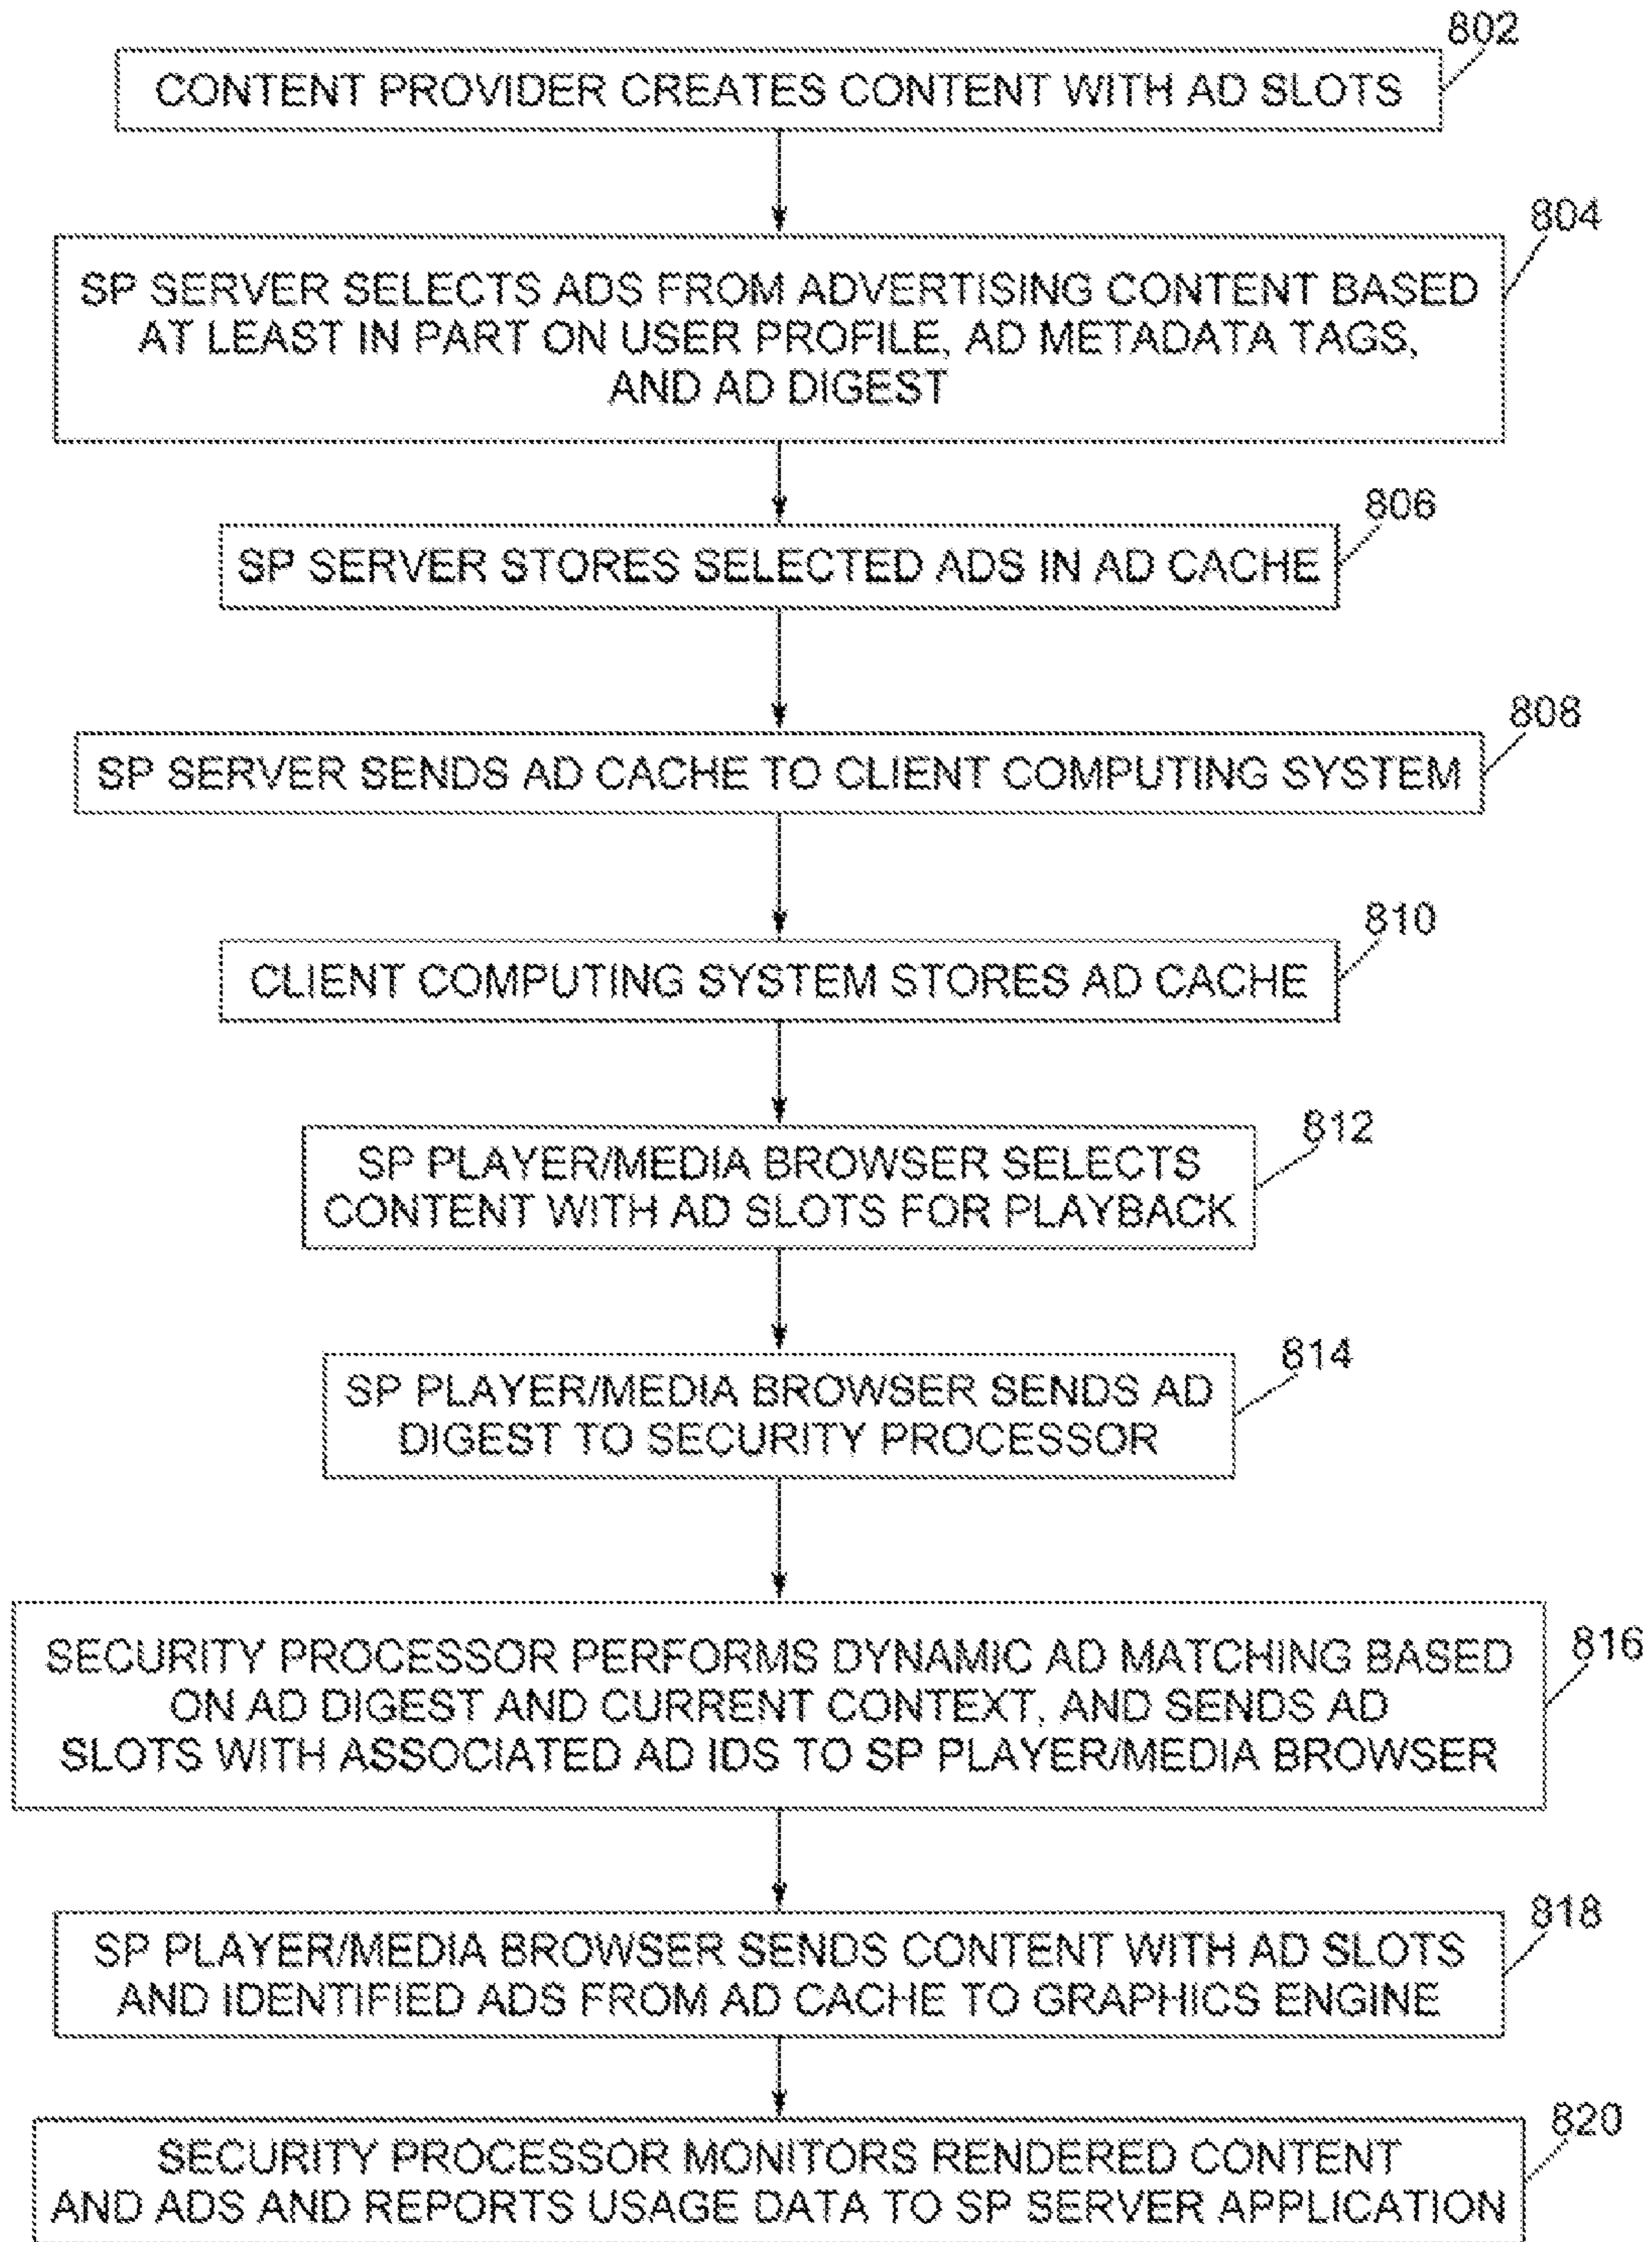 802
CONTENT PROVIDER CREATES CONTENT WITH AD SLOTS
804
SP SERVER SELECTS ADS FROM ADVERTISING CONTENT BASED
AT LEAST IN PART ON USER PROFILE, AD METADATA TAGS,
AND AD DIGEST
806
SP SERVER STORES SELECTED ADS IN AD CACHE
808
SP SERVER SENDS AD CACHE TO CLIENT COMPUTING SYSTEM
810
CLIENT COMPUTING SYSTEM STORES AD CACHE
812
SP PLAYER/MEDIA BROWSER SELECTS
CONTENT WITH AD SLOTS FOR PLAYBACK
814
SP PLAYER/MEDIA BROWSER SENDS AD
DIGEST TO SECURITY PROCESSOR
816
SECURITY PROCESSOR PERFORMS DYNAMIC AD MATCHING BASED
ON AD DIGEST AND CURRENT CONTEXT, AND SENDS AD
SLOTS WITH ASSOCIATED AD IDS TO SP PLAYER/MEDIA BROWSER
818
SP PLAYER/MEDIA BROWSER SENDS CONTENT WITH AD SLOTS
AND IDENTIFIED ADS FROM AD CACHE TO GRAPHICS ENGINE
820
SECURITY PROCESSOR MONITORS RENDERED CONTENT
AND ADS AND REPORTS USAGE DATA TO SP SERVER APPLICATION